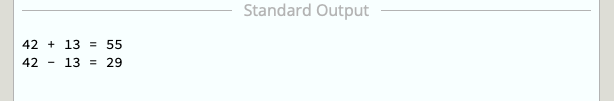 Standard Output
42 + 13 = 55
42 - 13 = 29